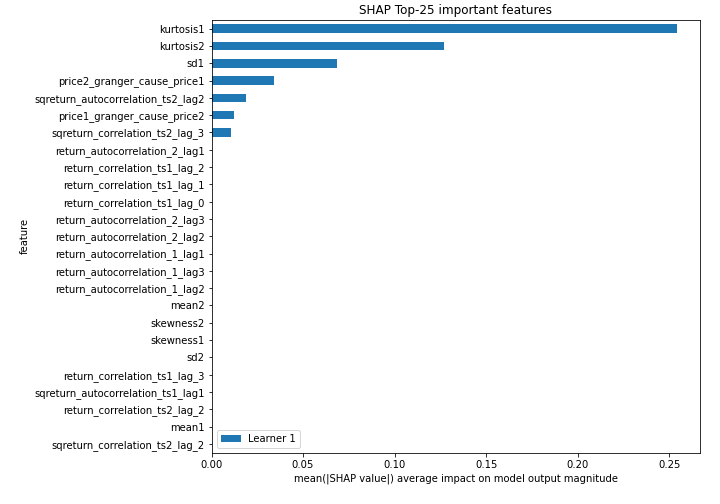 SHAP Top-25 important features
kurtosis1
kurtosis2
sd1
price2_granger_cause_price1
sqreturn_autocorrelation_ts2_lag2
price1_granger_cause_price2
sqreturn_correlation_ts2_lag_3
return_autocorrelation_2_lag1
return_correlation_ts1_lag_2
return_correlation_ts1_lag_1
return_correlation_ts1_lag_0
return_autocorrelation_2_lag3
return_autocorrelation_2_lag2
return_autocorrelation_1_lag1
return_autocorrelation_1_lag3
return_autocorrelation_1_lag2
mean2
skewness2
skewness1
sd2
return_correlation_ts1_lag_3
sqreturn_autocorrelation_ts1_lag1
return_correlation_ts2_lag_2
mean1
sqreturn_correlation_ts2_lag_2
feature
Learner 1
0.00 0.05 0.10 0.15 0.20 0.25
mean(|SHAP value|) average impact on model output magnitude